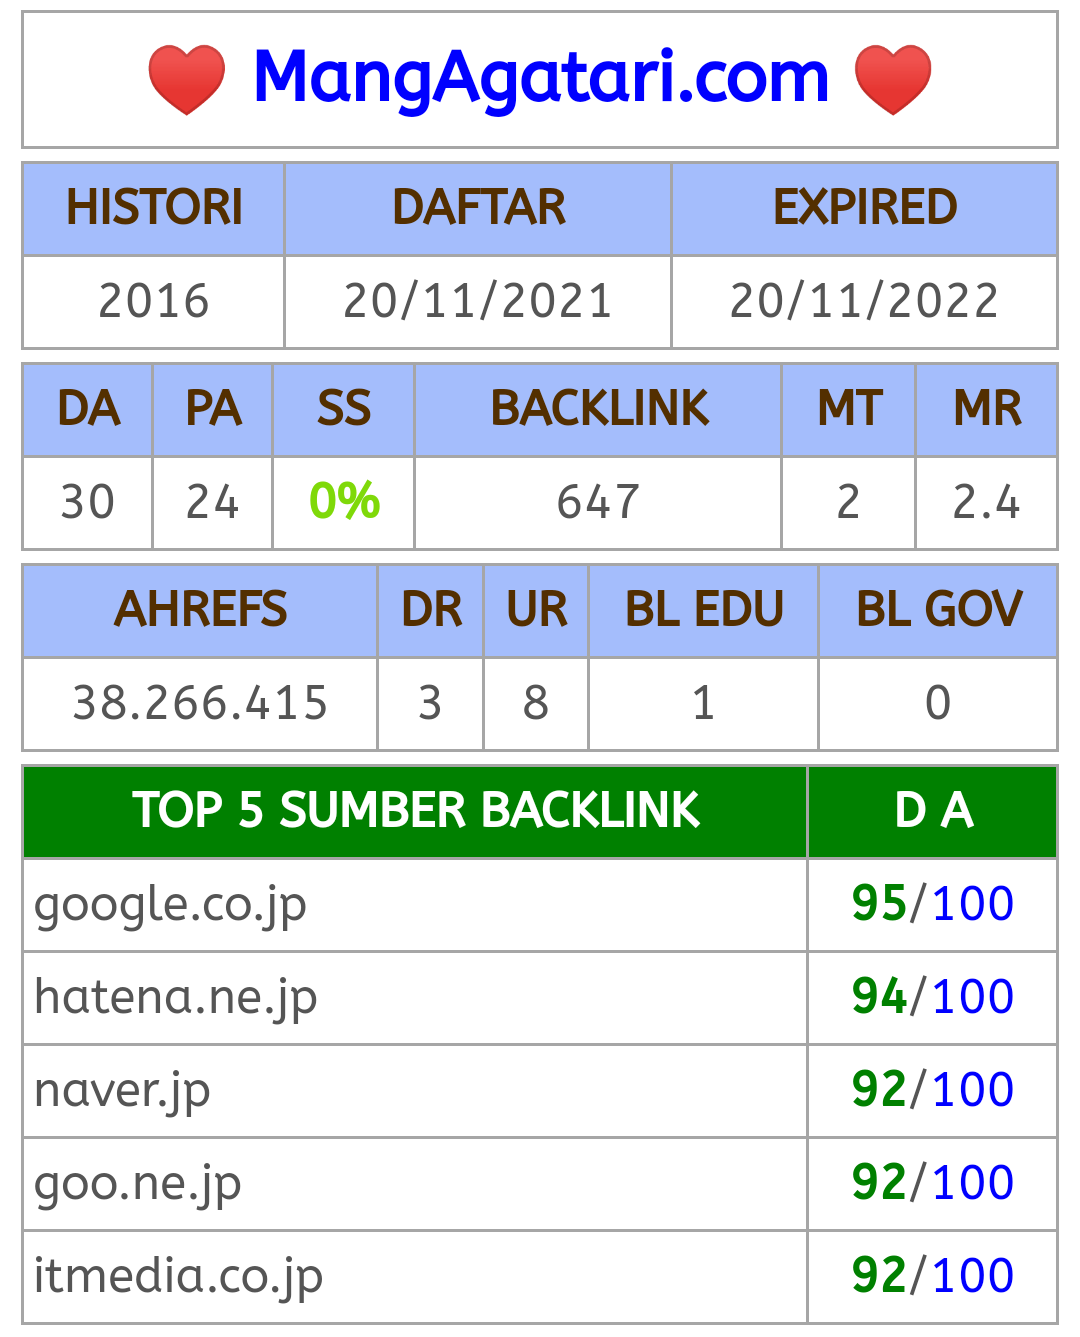 MangAgatari.com
HISTORI DAFTAR EXPIRED
2016 20/11/2021 20/11/2022
DA PA SS BACKLINK MT MR
30 24 0% 647 2 2.4
AHREFS DR UR BL EDU BL GOV
38.266.415 3 8 1 0
TOP 5 SUMBER BACKLINK D A
google.co.jp 95/100
hatena.ne.jp 94/100
naver.jp 92/100
goo.ne.jp 92/100
itmedia.co.jp 92/100